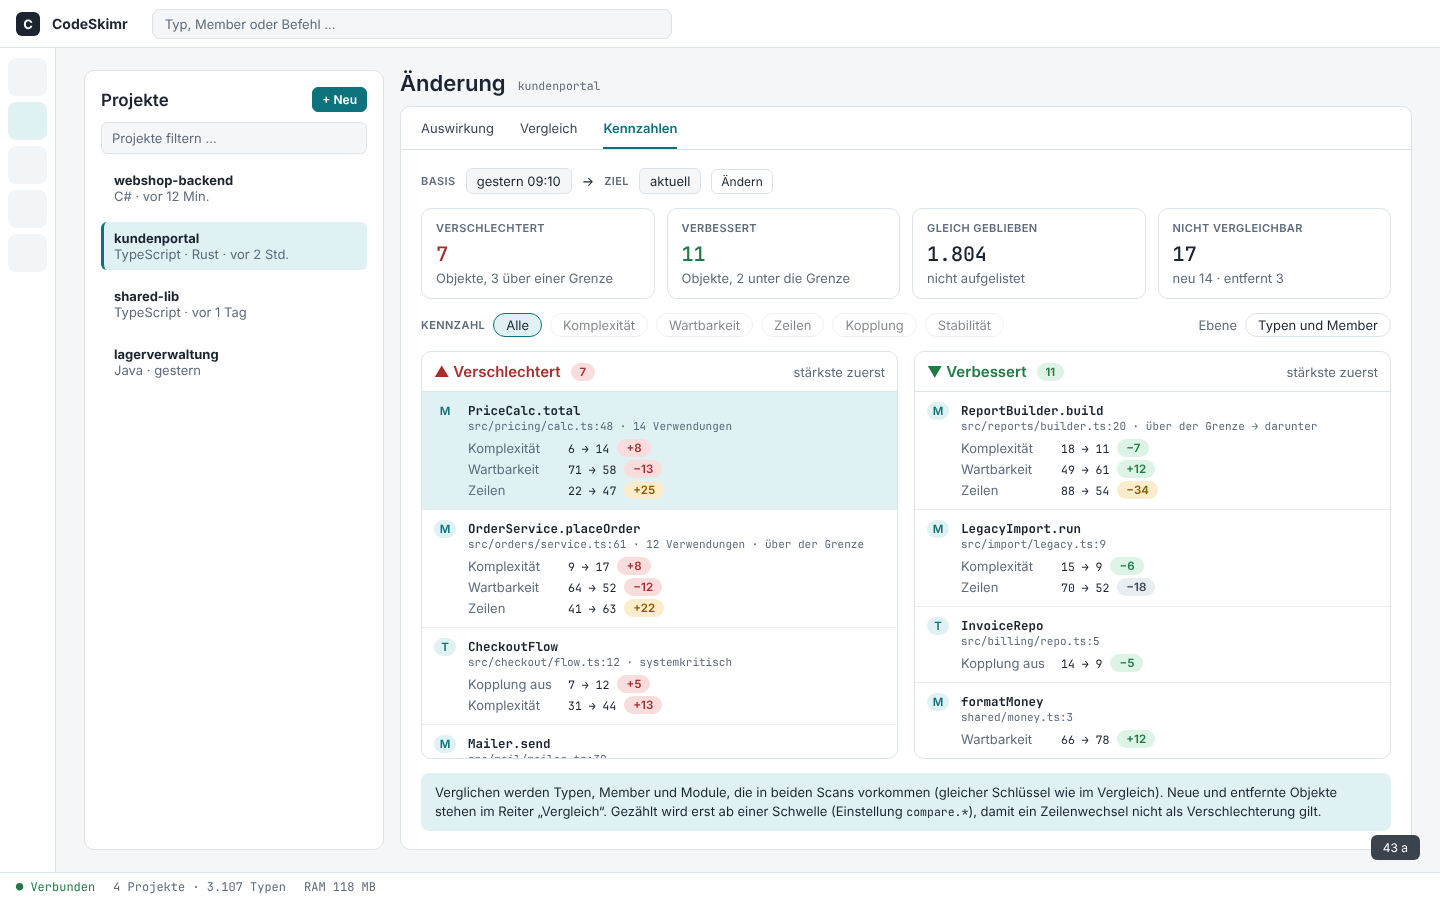 C CodeSkimr Typ, Member oder Befehl ...
Projekte + Neu
Projekte filtern ...
webshop-backend
C# · vor 12 Min.
kundenportal
TypeScript · Rust · vor 2 Std.
shared-lib
TypeScript · vor 1 Tag
lagerverwaltung
Java · gestern
Änderung kundenportal
Auswirkung Vergleich Kennzahlen
BASIS gestern 09:10 → ZIEL aktuell Ändern
VERSCHLECHTERT
7
Objekte, 3 über einer Grenze
VERBESSERT
11
Objekte, 2 unter die Grenze
GLEICH GEBLIEBEN
1.804
nicht aufgelistet
NICHT VERGLEICHBAR
17
neu 14 · entfernt 3
KENNZAHL Alle Komplexität Wartbarkeit Zeilen Kopplung Stabilität Ebene Typen und Member
▲ Verschlechtert 7 stärkste zuerst
M PriceCalc.total
src/pricing/calc.ts:48 · 14 Verwendungen
Komplexität 6 → 14 +8
Wartbarkeit 71 → 58 −13
Zeilen 22 → 47 +25
M OrderService.placeOrder
src/orders/service.ts:61 · 12 Verwendungen · über der Grenze
Komplexität 9 → 17 +8
Wartbarkeit 64 → 52 −12
Zeilen 41 → 63 +22
T CheckoutFlow
src/checkout/flow.ts:12 · systemkritisch
Kopplung aus 7 → 12 +5
Komplexität 31 → 44 +13
M Mailer.send
▼ Verbessert 11 stärkste zuerst
M ReportBuilder.build
src/reports/builder.ts:20 · über der Grenze → darunter
Komplexität 18 → 11 −7
Wartbarkeit 49 → 61 +12
Zeilen 88 → 54 −34
M LegacyImport.run
src/import/legacy.ts:9
Komplexität 15 → 9 −6
Zeilen 70 → 52 −18
T InvoiceRepo
src/billing/repo.ts:5
Kopplung aus 14 → 9 −5
M formatMoney
shared/money.ts:3
Wartbarkeit 66 → 78 +12
Verglichen werden Typen, Member und Module, die in beiden Scans vorkommen (gleicher Schlüssel wie im Vergleich). Neue und entfernte Objekte
stehen im Reiter „Vergleich“. Gezählt wird erst ab einer Schwelle (Einstellung compare.*), damit ein Zeilenwechsel nicht als Verschlechterung gilt.
43 a
Verbunden 4 Projekte · 3.107 Typen RAM 118 MB